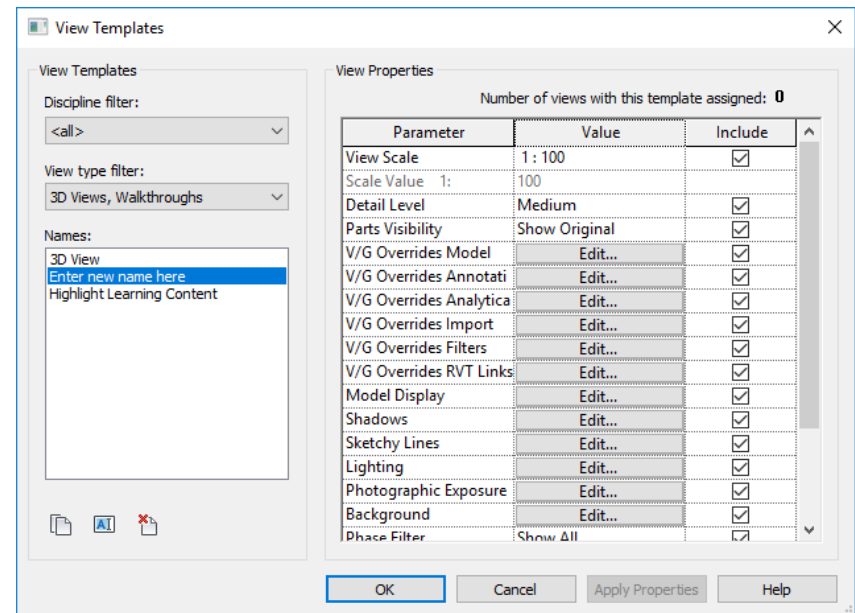 View Templates
View Templates
Discipline filter:
<all>
View type filter:
3D Views, Walkthroughs
Names:
3D View
Enter new name here
Highlight Learning Content
View Properties
Number of views with this template assigned: 0
Parameter Value Include
View Scale 1 : 100
Scale Value 1: 100
Detail Level Medium
Parts Visibility Show Original
V/G Overrides Model Edit...
V/G Overrides Annotati Edit...
V/G Overrides Analytica Edit...
V/G Overrides Import Edit...
V/G Overrides Filters Edit...
V/G Overrides RVT Links Edit...
Model Display Edit...
Shadows Edit...
Sketchy Lines Edit...
Lighting Edit...
Photographic Exposure Edit...
Background Edit...
Phase Filter Show All
OK Cancel Apply Properties Help